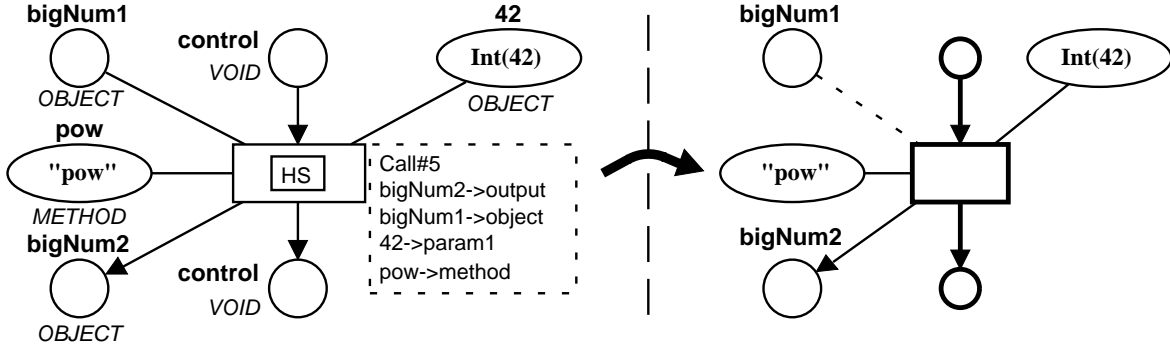 bigNum1
control
42
Int(42)
VOID
OBJECT
OBJECT
pow
"pow"
METHOD
HS
Call#5
bigNum2->output
bigNum1->object
42->param1
pow->method
bigNum2
control
VOID
OBJECT
bigNum1
Int(42)
"pow"
bigNum2